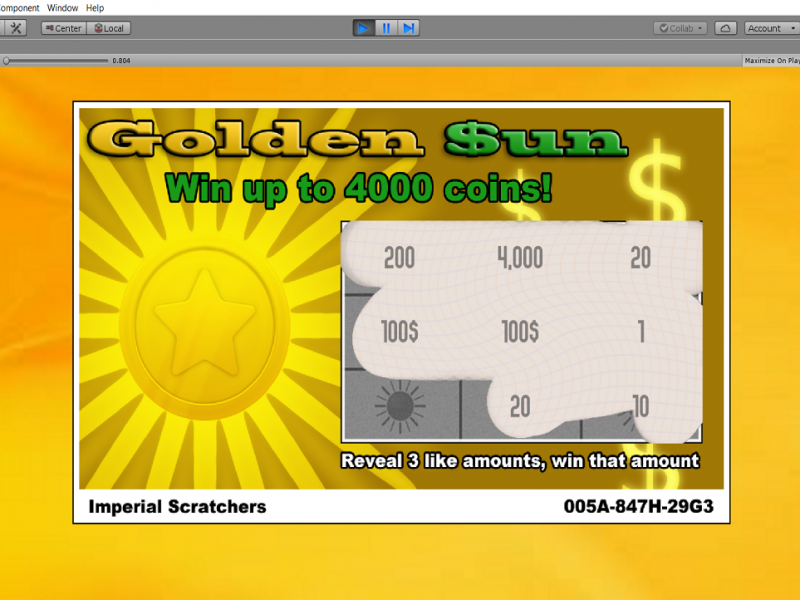 Component Window Help
Center Local Collab Account
0.804 Maximize On Play
Golden $un
Win up to 4000 coins!
200 4,000 20
100$ 100$ 1
20 10
Reveal 3 like amounts, win that amount
Imperial Scratchers 005A-847H-29G3